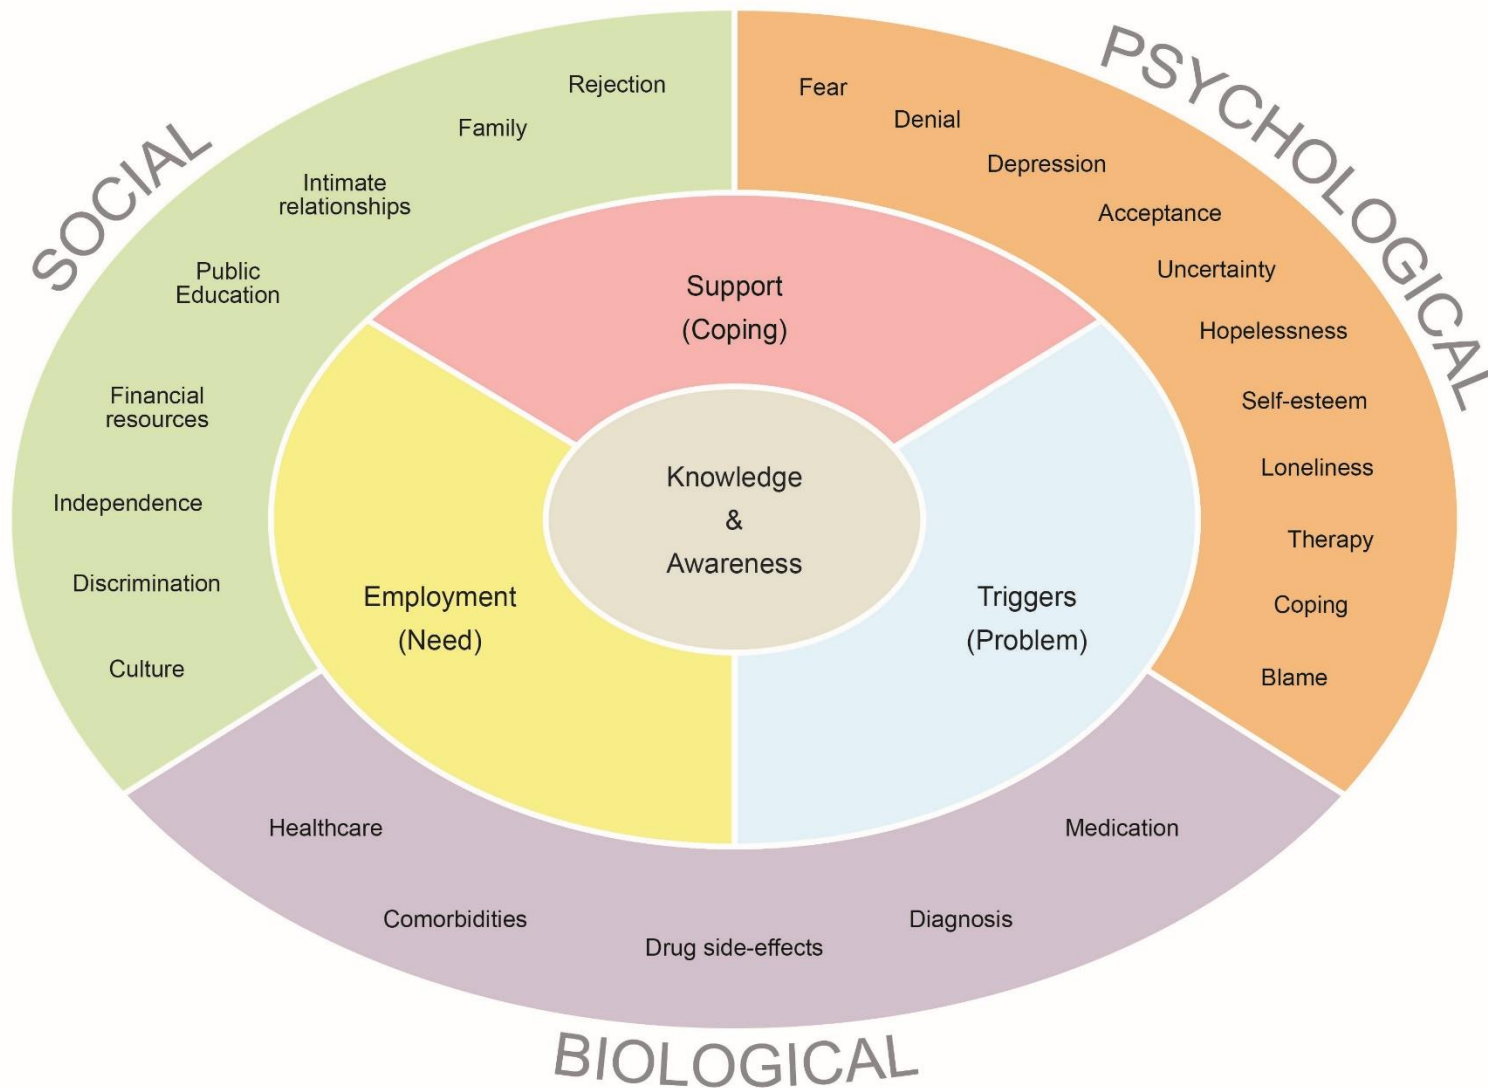 SOCIAL
Rejection
Family
Intimate
relationships
Public
Education
Financial
resources
Independence
Discrimination
Culture
PSYCHOLOGICAL
Fear
Denial
Depression
Acceptance
Uncertainty
Hopelessness
Self-esteem
Loneliness
Therapy
Coping
Blame
Support
(Coping)
Knowledge
&
Awareness
Employment
(Need)
Triggers
(Problem)
Healthcare
Comorbidities
Drug side-effects
Diagnosis
Medication
BIOLOGICAL